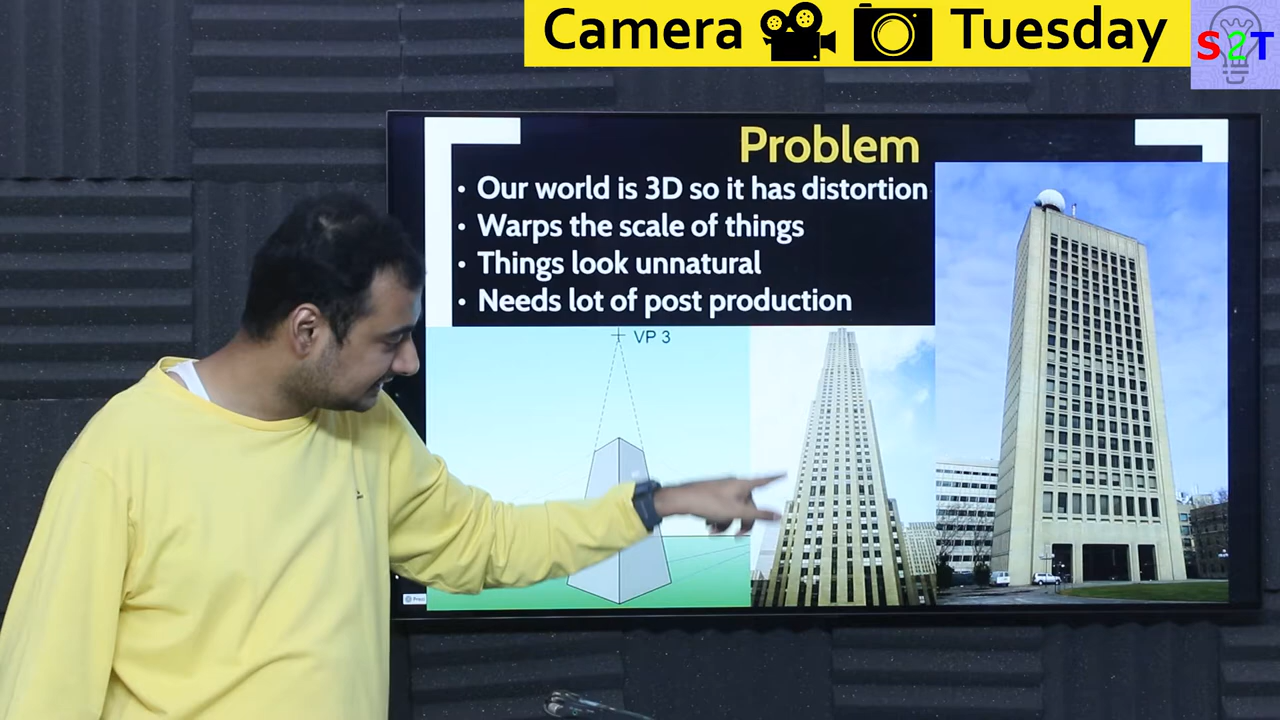 Camera Tuesday
S2T
Problem
• Our world is 3D so it has distortion
• Warps the scale of things
• Things look unnatural
• Needs lot of post production
VP 3